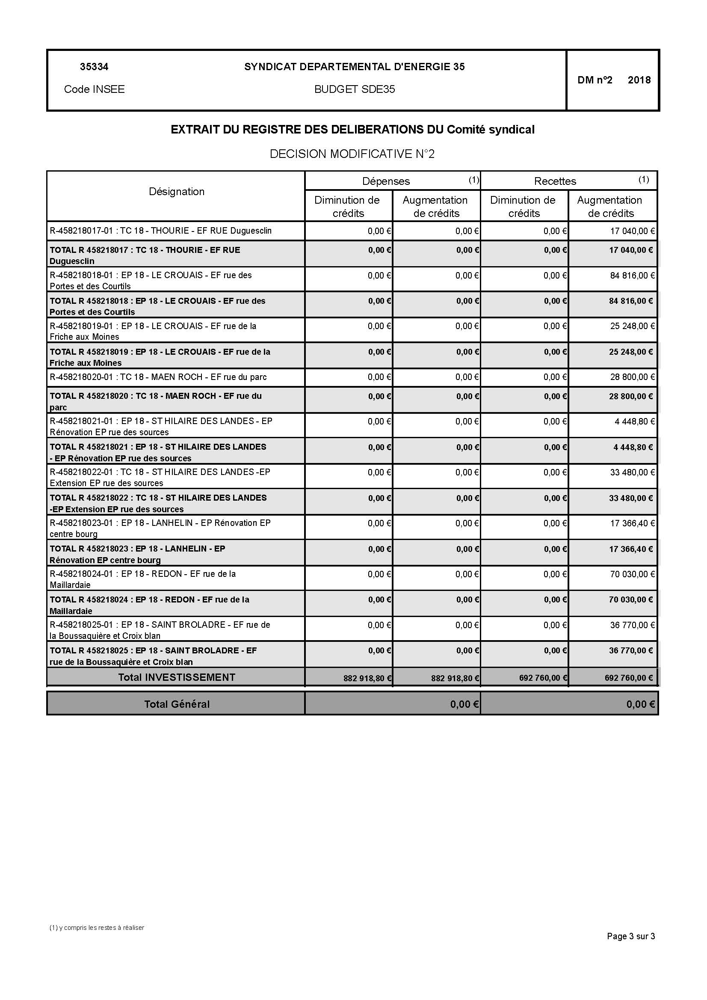 35334
SYNDICAT DEPARTEMENTAL D'ENERGIE 35
DM n°2 2018
Code INSEE
BUDGET SDE35
EXTRAIT DU REGISTRE DES DELIBERATIONS DU Comité syndical
DECISION MODIFICATIVE N°2
Désignation
Dépenses (1) Recettes (1)
Diminution de crédits
Augmentation de crédits
Diminution de crédits
Augmentation de crédits
R-458218017-01 : TC 18 - THOURIE - EF RUE Duguesclin 0,00 € 0,00 € 0,00 € 17 040,00 €
TOTAL R 458218017 : TC 18 - THOURIE - EF RUE 0,00 € 0,00 € 0,00 € 17 040,00 €
Duguesclin
R-458218018-01 : EP 18 - LE CROUAIS - EF rue des 0,00 € 0,00 € 0,00 € 84 816,00 €
Portes et des Courtils
TOTAL R 458218018 : EP 18 - LE CROUAIS - EF rue des 0,00 € 0,00 € 0,00 € 84 816,00 €
Portes et des Courtils
R-458218019-01 : EP 18 - LE CROUAIS - EF rue de la 0,00 € 0,00 € 0,00 € 25 248,00 €
Friche aux Moines
TOTAL R 458218019 : EP 18 - LE CROUAIS - EF rue de la 0,00 € 0,00 € 0,00 € 25 248,00 €
Friche aux Moines
R-458218020-01 : TC 18 - MAEN ROCH - EF rue du parc 0,00 € 0,00 € 0,00 € 28 800,00 €
TOTAL R 458218020 : TC 18 - MAEN ROCH - EF rue du 0,00 € 0,00 € 0,00 € 28 800,00 €
parc
R-458218021-01 : EP 18 - ST HILAIRE DES LANDES - EP 0,00 € 0,00 € 0,00 € 4 448,80 €
Rénovation EP rue des sources
TOTAL R 458218021 : EP 18 - ST HILAIRE DES LANDES 0,00 € 0,00 € 0,00 € 4 448,80 €
- EP Rénovation EP rue des sources
R-458218022-01 : TC 18 - ST HILAIRE DES LANDES -EP 0,00 € 0,00 € 0,00 € 33 480,00 €
Extension EP rue des sources
TOTAL R 458218022 : TC 18 - ST HILAIRE DES LANDES 0,00 € 0,00 € 0,00 € 33 480,00 €
-EP Extension EP rue des sources
R-458218023-01 : EP 18 - LANHELIN - EP Rénovation EP 0,00 € 0,00 € 0,00 € 17 366,40 €
centre bourg
TOTAL R 458218023 : EP 18 - LANHELIN - EP 0,00 € 0,00 € 0,00 € 17 366,40 €
Rénovation EP centre bourg
R-458218024-01 : EP 18 - REDON - EF rue de la 0,00 € 0,00 € 0,00 € 70 030,00 €
Maillardaie
TOTAL R 458218024 : EP 18 - REDON - EF rue de la 0,00 € 0,00 € 0,00 € 70 030,00 €
Maillardaie
R-458218025-01 : EP 18 - SAINT BROLADRE - EF rue de 0,00 € 0,00 € 0,00 € 36 770,00 €
la Boussaquière et Croix blan
TOTAL R 458218025 : EP 18 - SAINT BROLADRE - EF 0,00 € 0,00 € 0,00 € 36 770,00 €
rue de la Boussaquière et Croix blan
Total INVESTISSEMENT 882 918,80 € 882 918,80 € 692 760,00 € 692 760,00 €
Total Général 0,00 € 0,00 €
(1) y compris les restes à réaliser
Page 3 sur 3